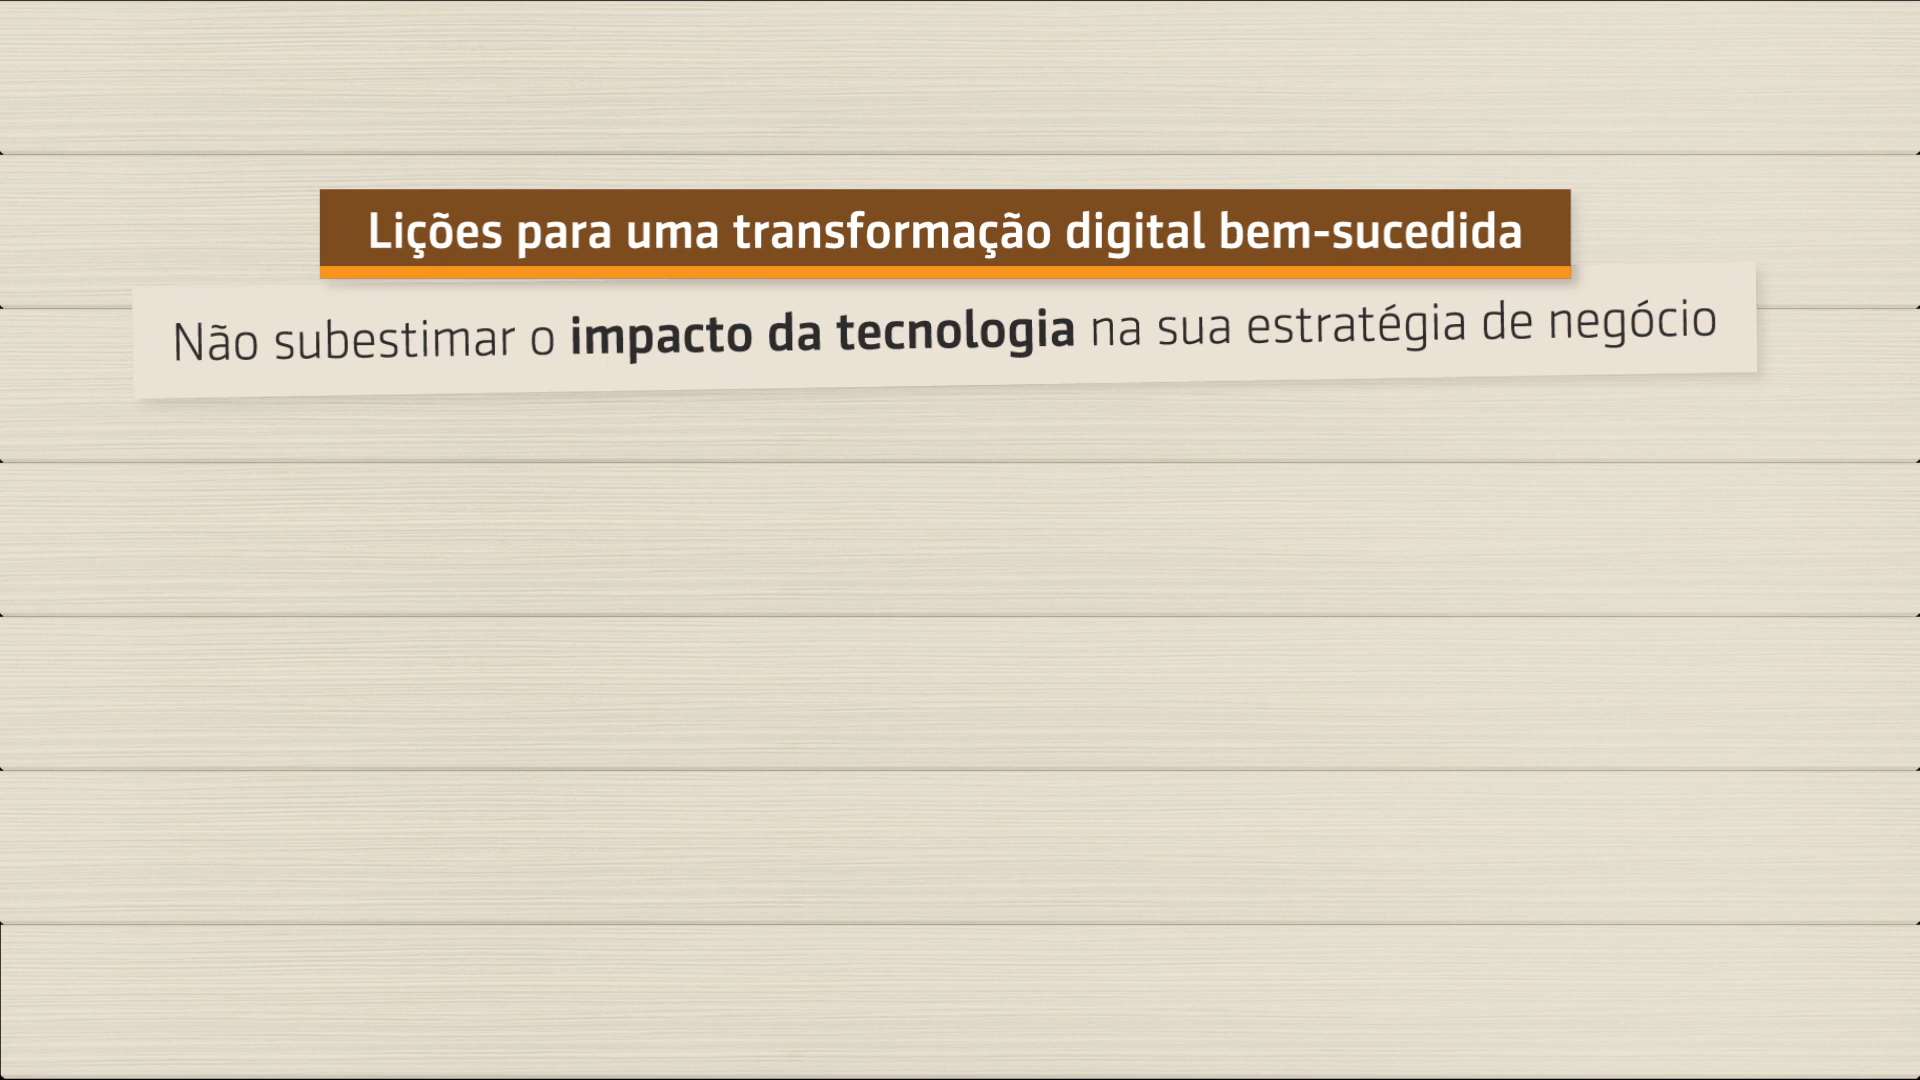 Lições para uma transformação digital bem-sucedida
Não subestimar o impacto da tecnologia na sua estratégia de negócio